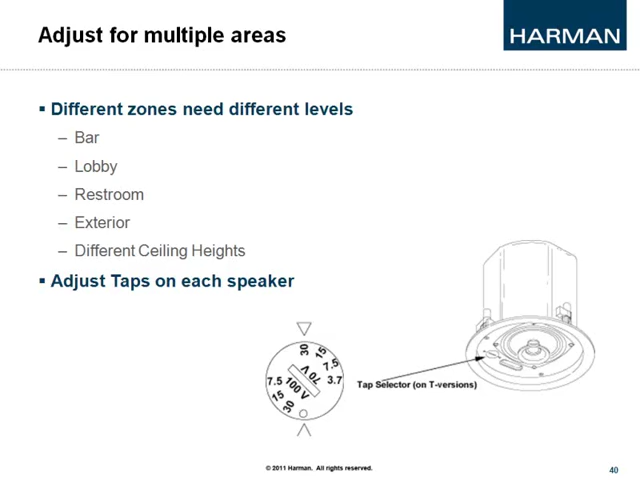 Adjust for multiple areas
HARMAN
▪ Different zones need different levels
– Bar
– Lobby
– Restroom
– Exterior
– Different Ceiling Heights
▪ Adjust Taps on each speaker
30
15
7.5
3.7
70 V
100 V
7.5
15
30
Tap Selector (on T-versions)
© 2011 Harman. All rights reserved.
40